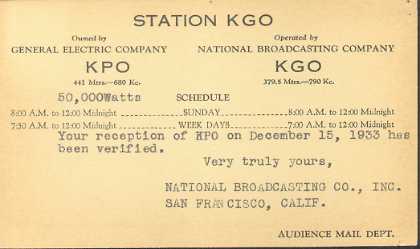 STATION KGO
Owned by Operated by
GENERAL ELECTRIC COMPANY NATIONAL BROADCASTING COMPANY
KPO KGO
441 Mtrs.—680 Kc. 379.5 Mtrs.—790 Kc.
50,000Watts SCHEDULE
8:00 A.M. to 12:00 Midnight SUNDAY 8:00 A.M. to 12:00 Midnight
7:30 A.M. to 12:00 Midnight WEEK DAYS 7:00 A.M. to 12:00 Midnight
Your reception of KPO on December 15, 1933 has
been verified.
Very truly yours,
NATIONAL BROADCASTING CO., INC.
SAN FRANCISCO, CALIF.
AUDIENCE MAIL DEPT.